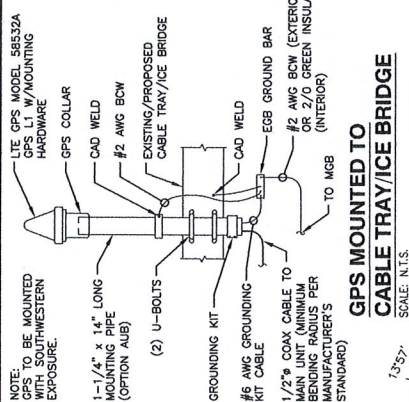 NOTE:
GPS TO BE MOUNTED
WITH SOUTHWESTERN
EXPOSURE.
1-1/4" x 14" LONG
MOUNTING PIPE
(OPTION AUB)
(2) U-BOLTS
GROUNDING KIT
#6 AWG GROUNDING
KIT CABLE
1/2"ø COAX CABLE TO
MAIN UNIT (MINIMUM
BENDING RADIUS PER
MANUFACTURER'S
STANDARD)
LTE GPS MODEL 58532A
GPS L1 W/MOUNTING
HARDWARE
GPS COLLAR
CAD WELD
#2 AWG BCW
EXISTING/PROPOSED
CABLE TRAY/ICE BRIDGE
CAD WELD
EGB GROUND BAR
#2 AWG BCW (EXTERIO
OR 2/0 GREEN INSULA
(INTERIOR)
TO MGB
GPS MOUNTED TO
CABLE TRAY/ICE BRIDGE
SCALE: N.T.S.
13'57'